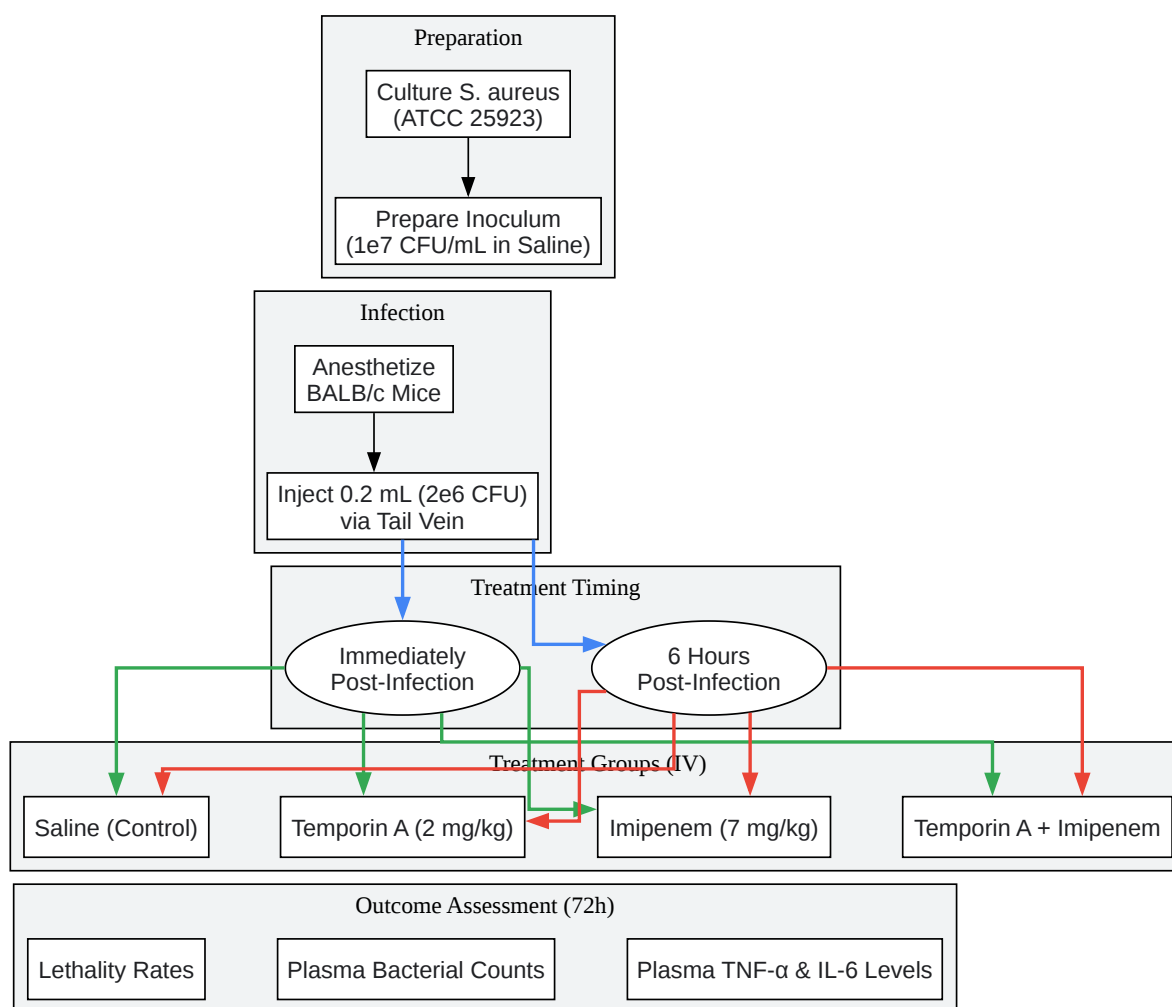 Preparation
Culture S. aureus
(ATCC 25923)
Prepare Inoculum
(1e7 CFU/mL in Saline)
Infection
Anesthetize
BALB/c Mice
Inject 0.2 mL (2e6 CFU)
via Tail Vein
Treatment Timing
Immediately
Post-Infection
6 Hours
Post-Infection
Treatment Groups (IV)
Saline (Control)
Temporin A (2 mg/kg)
Imipenem (7 mg/kg)
Temporin A + Imipenem
Outcome Assessment (72h)
Lethality Rates
Plasma Bacterial Counts
Plasma TNF-α & IL-6 Levels